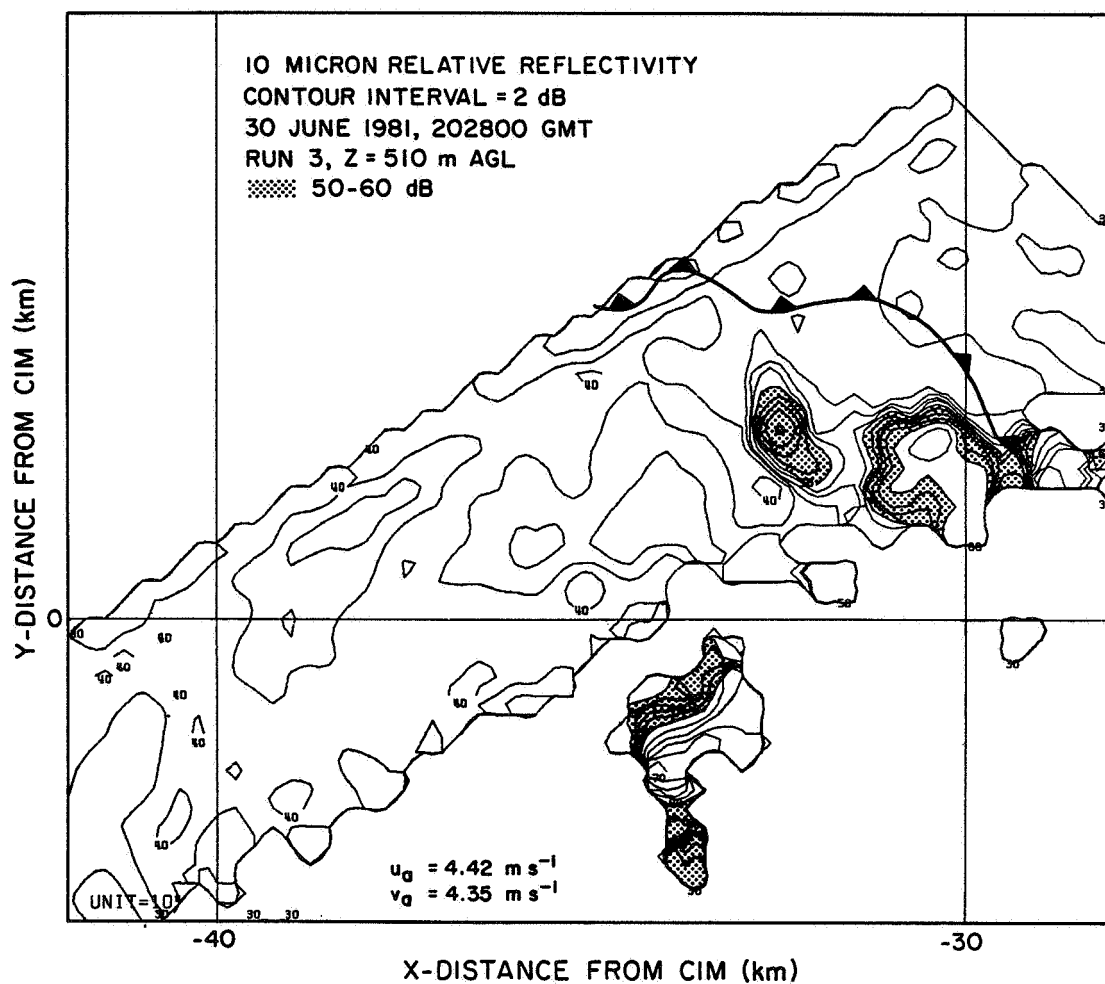 10 MICRON RELATIVE REFLECTIVITY
CONTOUR INTERVAL = 2 dB
30 JUNE 1981, 202800 GMT
RUN 3, Z = 510 m AGL
50-60 dB
Y-DISTANCE FROM CIM (km)
40
40
40
40
40
50
0
40
40
40
40
30
40
40
40
40
u_a = 4.42 m s⁻¹
v_a = 4.35 m s⁻¹
30
30
30
-40
-30
X-DISTANCE FROM CIM (km)